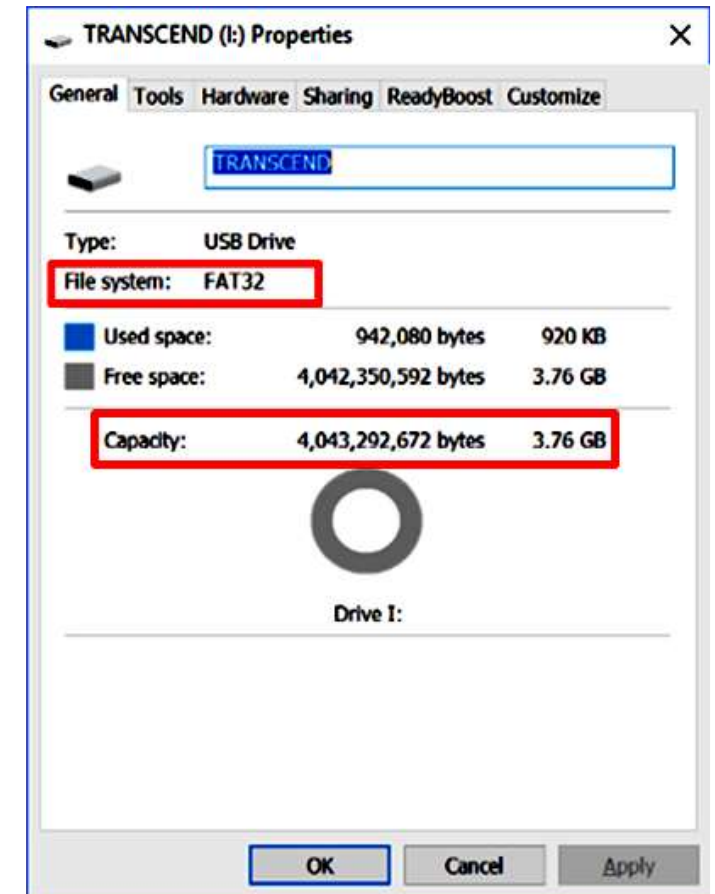 TRANSCEND (I:) Properties
General Tools Hardware Sharing ReadyBoost Customize
TRANSCEND
Type: USB Drive
File system: FAT32
Used space: 942,080 bytes 920 KB
Free space: 4,042,350,592 bytes 3.76 GB
Capacity: 4,043,292,672 bytes 3.76 GB
Drive I:
OK Cancel Apply